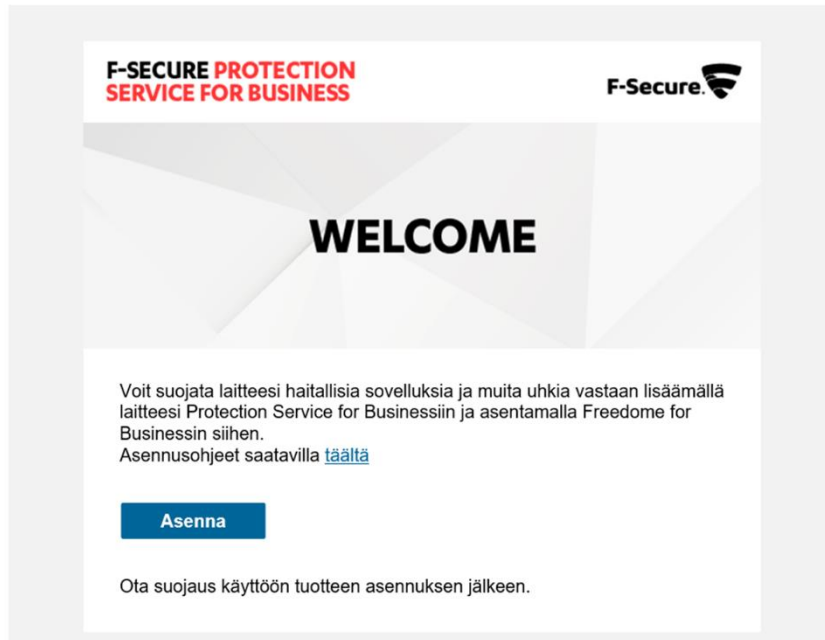 F-SECURE PROTECTION
SERVICE FOR BUSINESS
F-Secure.
WELCOME
Voit suojata laitteesi haitallisia sovelluksia ja muita uhkia vastaan lisäämällä
laitteesi Protection Service for Businessiin ja asentamalla Freedome for
Businessin siihen.
Asennusohjeet saatavilla täältä
Asenna
Ota suojaus käyttöön tuotteen asennuksen jälkeen.